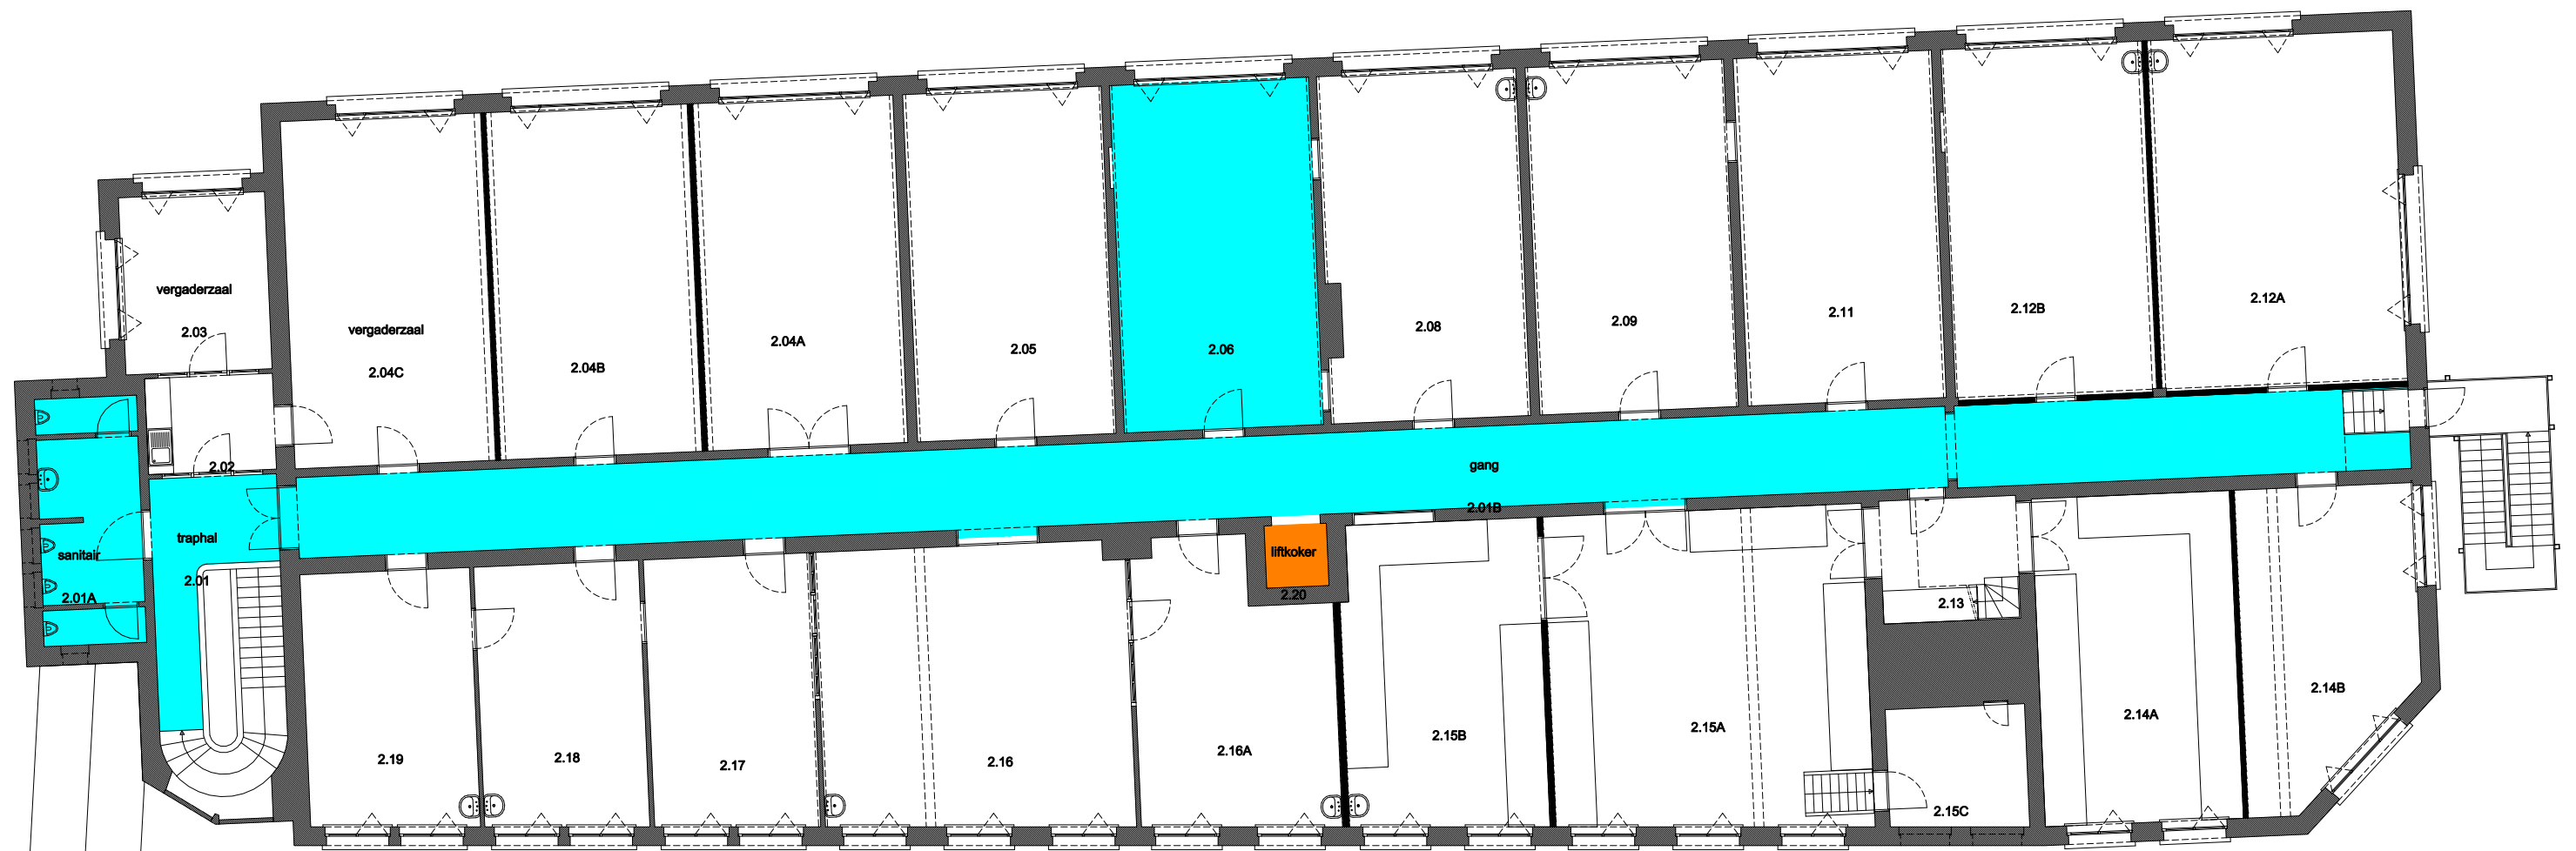 vergaderzaal
2.03
vergaderzaal
2.04C
2.04B
2.04A
2.05
2.06
2.08
2.09
2.11
2.12B
2.12A
2.02
gang
2.01B
traphal
2.01
sanitair
2.01A
liftkoker
2.20
2.13
2.19
2.18
2.17
2.16
2.16A
2.15B
2.15A
2.15C
2.14A
2.14B